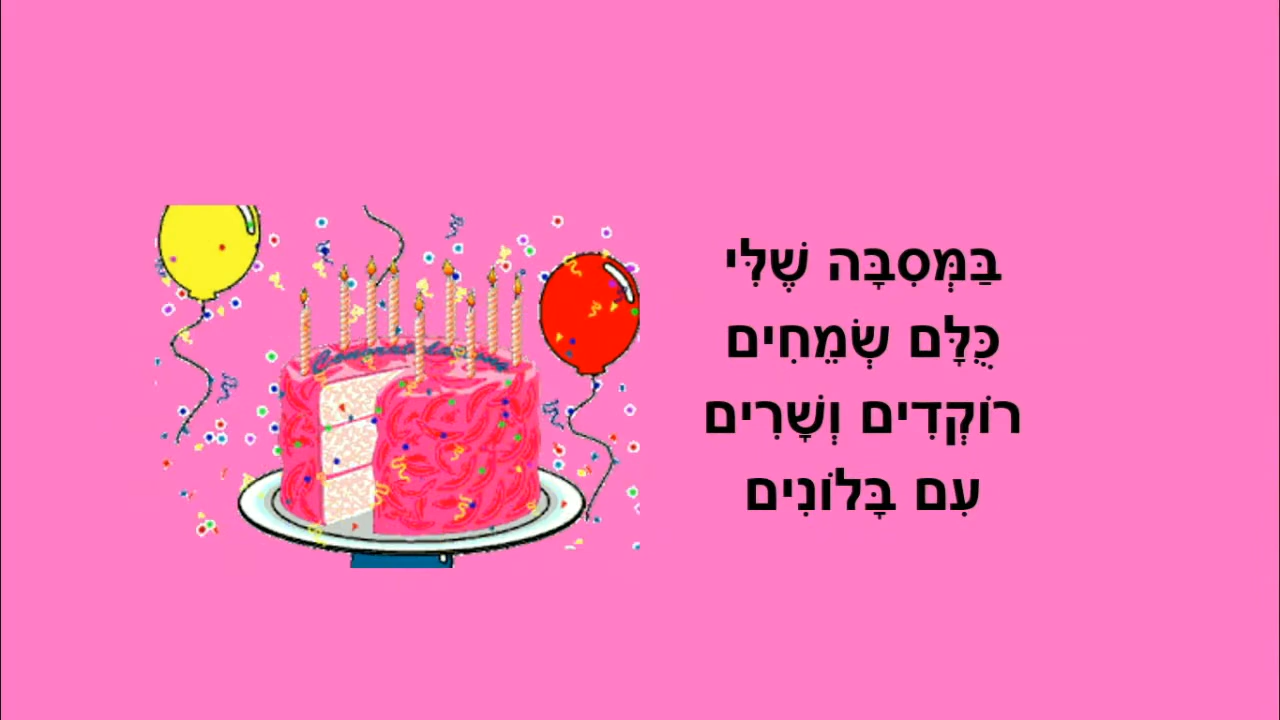 בַּמְּסִבָּה שֶׁלִּי
כֻּלָּם שְׂמֵחִים
רוֹקְדִים וְשָׁרִים
עִם בָּלוֹנִים